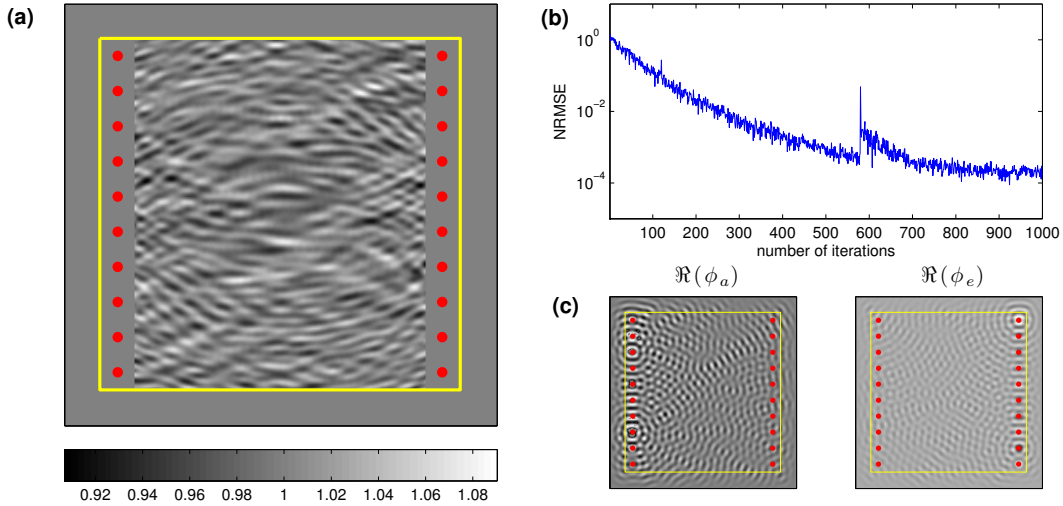 (a)
0.92 0.94 0.96 0.98 1 1.02 1.04 1.06 1.08
(b)
NRMSE
10^0
10^-2
10^-4
100 200 300 400 500 600 700 800 900 1000
number of iterations
(c)
ℜ(ϕ_a)
ℜ(ϕ_e)